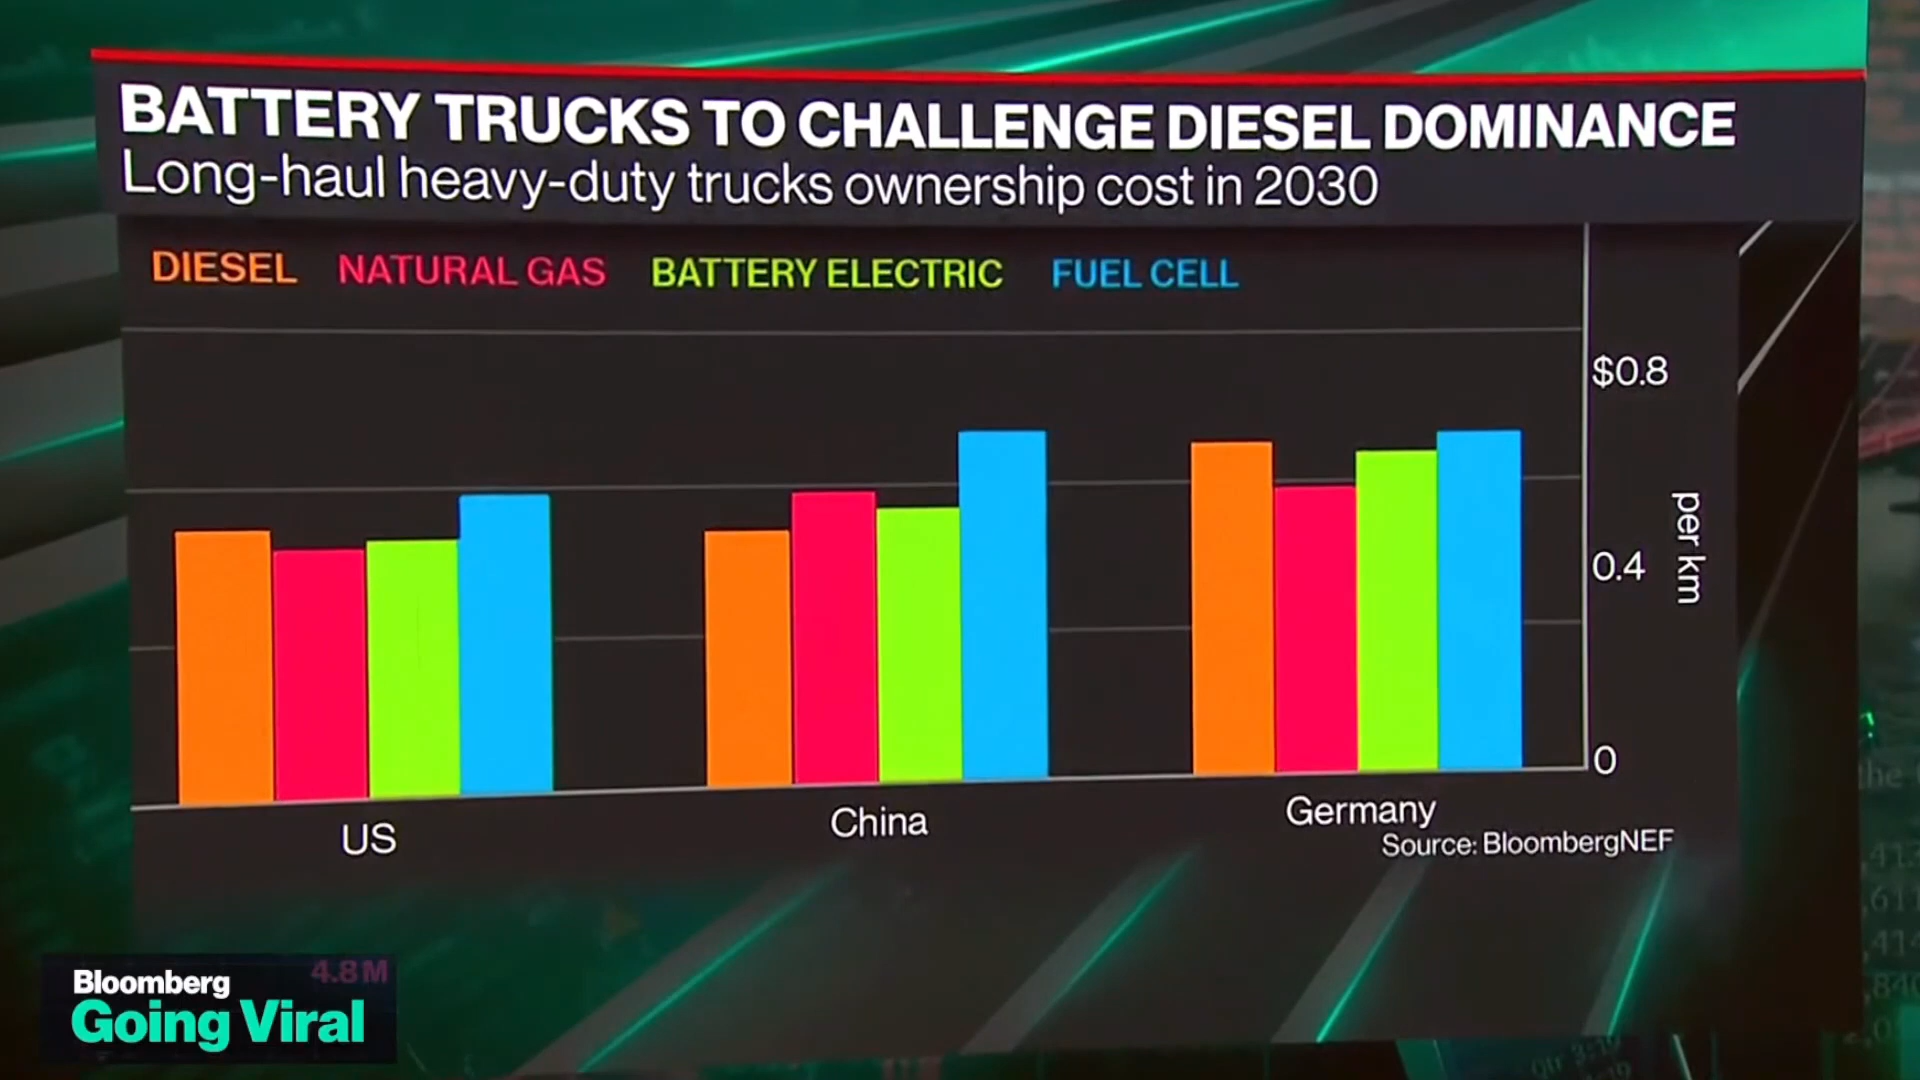 BATTERY TRUCKS TO CHALLENGE DIESEL DOMINANCE
Long-haul heavy-duty trucks ownership cost in 2030
DIESEL NATURAL GAS BATTERY ELECTRIC FUEL CELL
$0.8
0.4
0
per km
US
China
Germany
Source: BloombergNEF
4.8M
Bloomberg
Going Viral